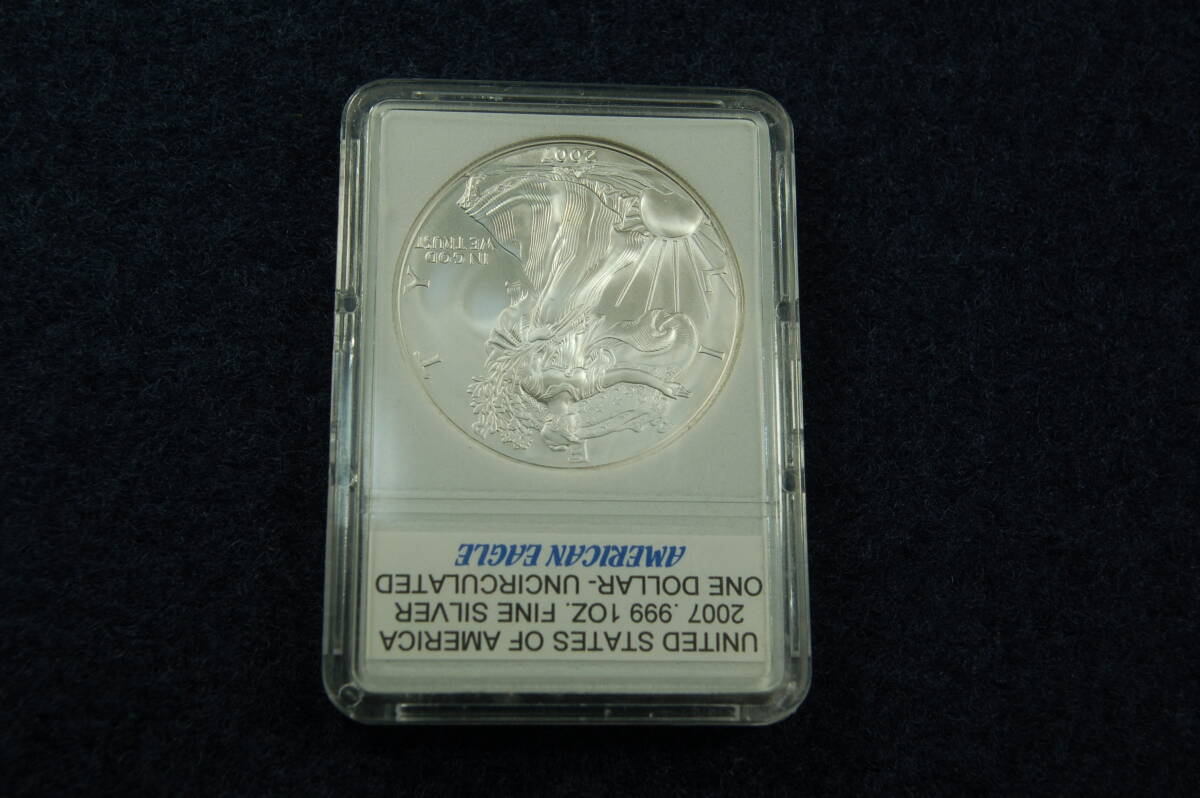 UNITED STATES OF AMERICA
2007 .999 1OZ. FINE SILVER
ONE DOLLAR- UNCIRCULATED
AMERICAN EAGLE
LIBERTY
IN GOD
WE TRUST
2007